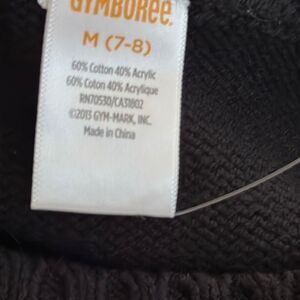 GYMBOREE.
M (7-8)
60% Cotton 40% Acrylic
60% Coton 40% Acrylique
RN70530/CA31802
©2013 GYM-MARK, INC.
Made in China